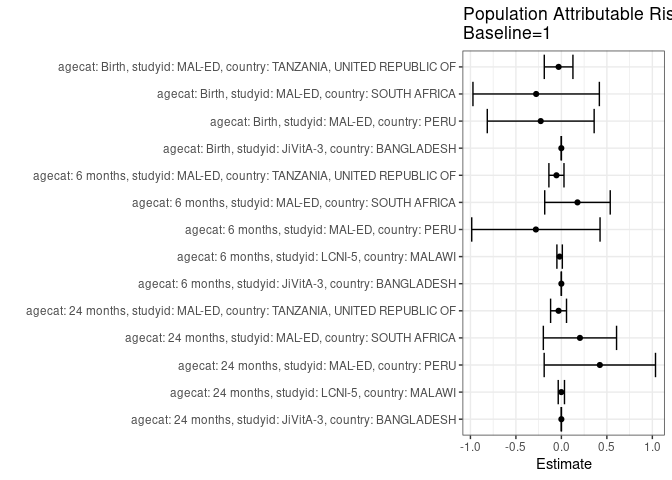 Population Attributable Ris
Baseline=1
agecat: Birth, studyid: MAL-ED, country: TANZANIA, UNITED REPUBLIC OF
agecat: Birth, studyid: MAL-ED, country: SOUTH AFRICA
agecat: Birth, studyid: MAL-ED, country: PERU
agecat: Birth, studyid: JiVitA-3, country: BANGLADESH
agecat: 6 months, studyid: MAL-ED, country: TANZANIA, UNITED REPUBLIC OF
agecat: 6 months, studyid: MAL-ED, country: SOUTH AFRICA
agecat: 6 months, studyid: MAL-ED, country: PERU
agecat: 6 months, studyid: LCNI-5, country: MALAWI
agecat: 6 months, studyid: JiVitA-3, country: BANGLADESH
agecat: 24 months, studyid: MAL-ED, country: TANZANIA, UNITED REPUBLIC OF
agecat: 24 months, studyid: MAL-ED, country: SOUTH AFRICA
agecat: 24 months, studyid: MAL-ED, country: PERU
agecat: 24 months, studyid: LCNI-5, country: MALAWI
agecat: 24 months, studyid: JiVitA-3, country: BANGLADESH
-1.0 -0.5 0.0 0.5 1.0
Estimate